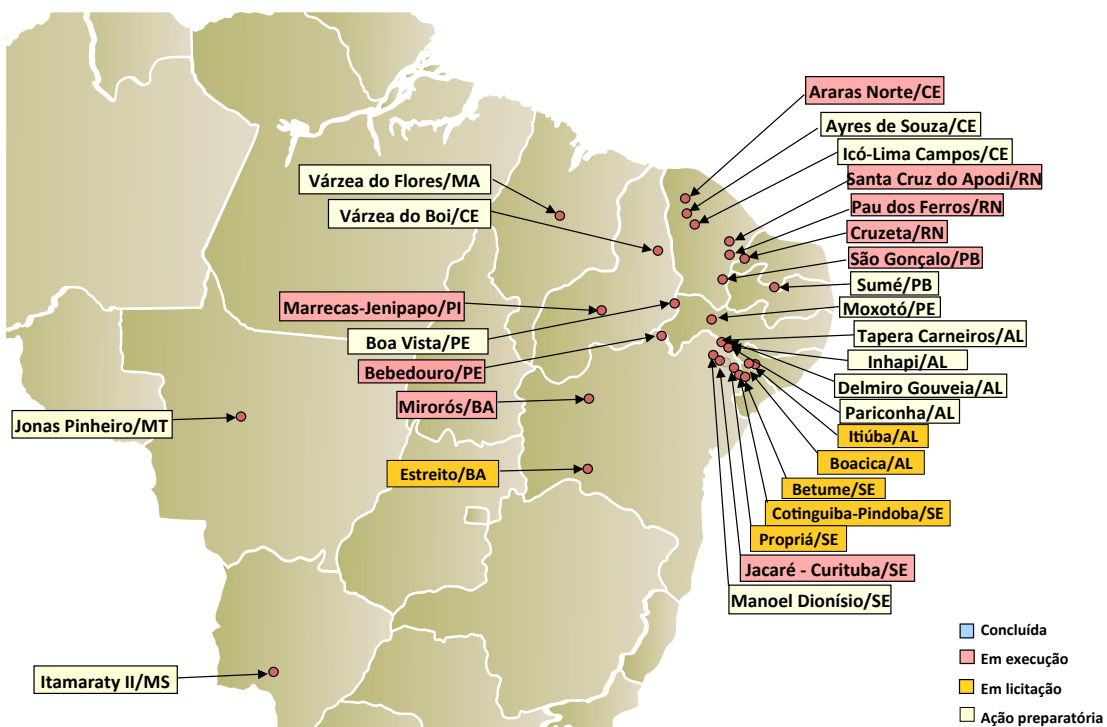 Araras Norte/CE
Ayres de Souza/CE
Icó-Lima Campos/CE
Santa Cruz do Apodi/RN
Várzea do Flores/MA
Pau dos Ferros/RN
Várzea do Boi/CE
Cruzeta/RN
São Gonçalo/PB
Sumé/PB
Marrecas-Jenipapo/PI
Moxotó/PE
Tapera Carneiros/AL
Boa Vista/PE
Inhapi/AL
Bebedouro/PE
Delmiro Gouveia/AL
Mirorós/BA
Pariconha/AL
Jonas Pinheiro/MT
Itiúba/AL
Boacica/AL
Estreito/BA
Betume/SE
Cotinguiba-Pindoba/SE
Propriá/SE
Jacaré - Curituba/SE
Manoel Dionísio/SE
Itamaraty II/MS
Concluída
Em execução
Em licitação
Ação preparatória